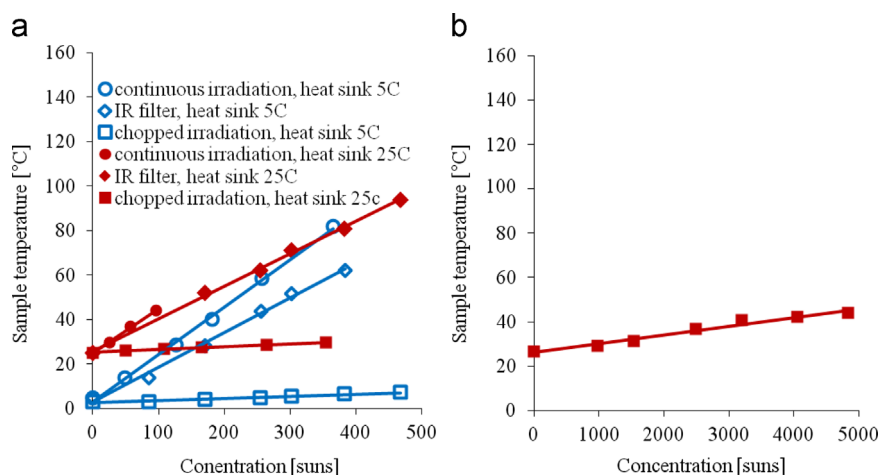 a
160
140
120
100
80
60
40
20
0
Sample temperature [°C]
continuous irradiation, heat sink 5C
IR filter, heat sink 5C
chopped irradiation, heat sink 5C
continuous irradiation, heat sink 25C
IR filter, heat sink 25C
chopped irradation, heat sink 25c
0 100 200 300 400 500
Conentration [suns]
b
160
140
120
100
80
60
40
20
0
Sample temperature [°C]
0 1000 2000 3000 4000 5000
Concentration [suns]